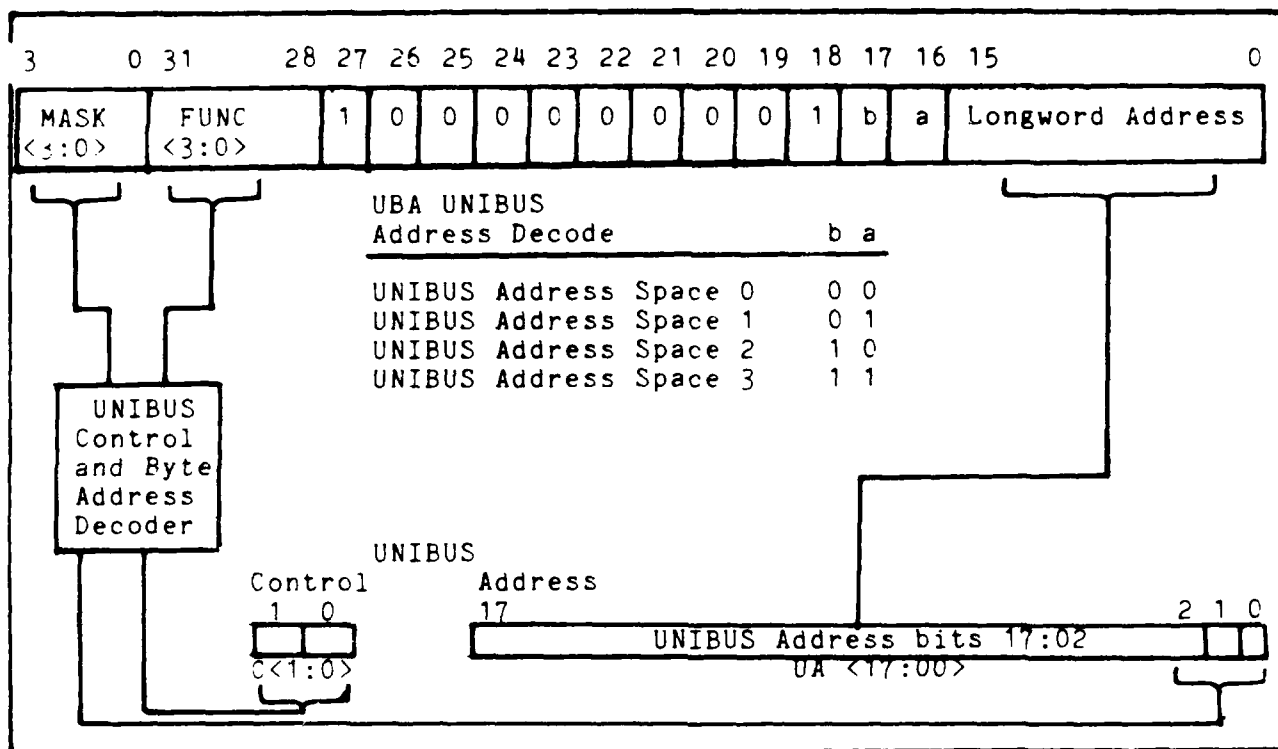 3 0 31 28 27 26 25 24 23 22 21 20 19 18 17 16 15 0
MASK FUNC 1 0 0 0 0 0 0 0 0 1 b a Longword Address
<3:0> <3:0>
UBA UNIBUS
Address Decode b a
UNIBUS Address Space 0 0 0
UNIBUS Address Space 1 0 1
UNIBUS Address Space 2 1 0
UNIBUS Address Space 3 1 1
UNIBUS
Control
and Byte
Address
Decoder
UNIBUS
Control Address
1 0 17 2 1 0
UNIBUS Address bits 17:02
C<1:0> UA <17:00>